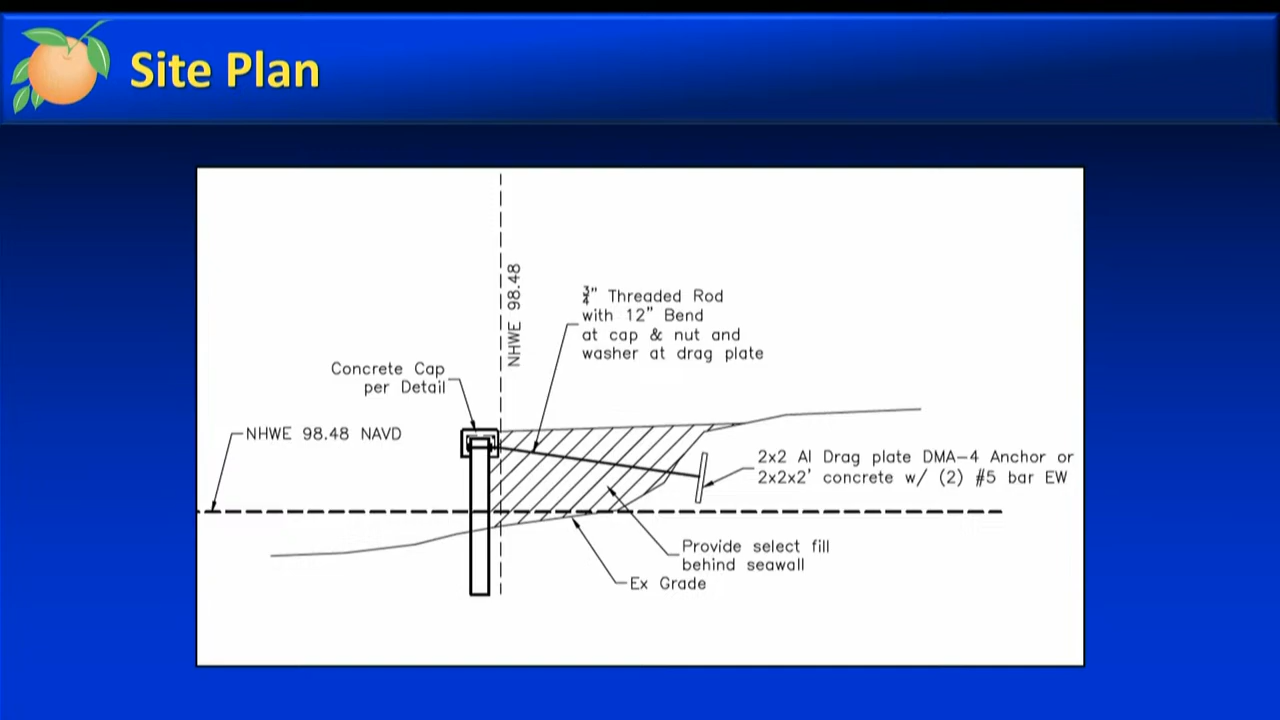 Site Plan
NHWE 98.48
¾" Threaded Rod
with 12" Bend
at cap & nut and
washer at drag plate
Concrete Cap
per Detail
NHWE 98.48 NAVD
2x2 Al Drag plate DMA-4 Anchor or
2x2x2' concrete w/ (2) #5 bar EW
Provide select fill
behind seawall
Ex Grade